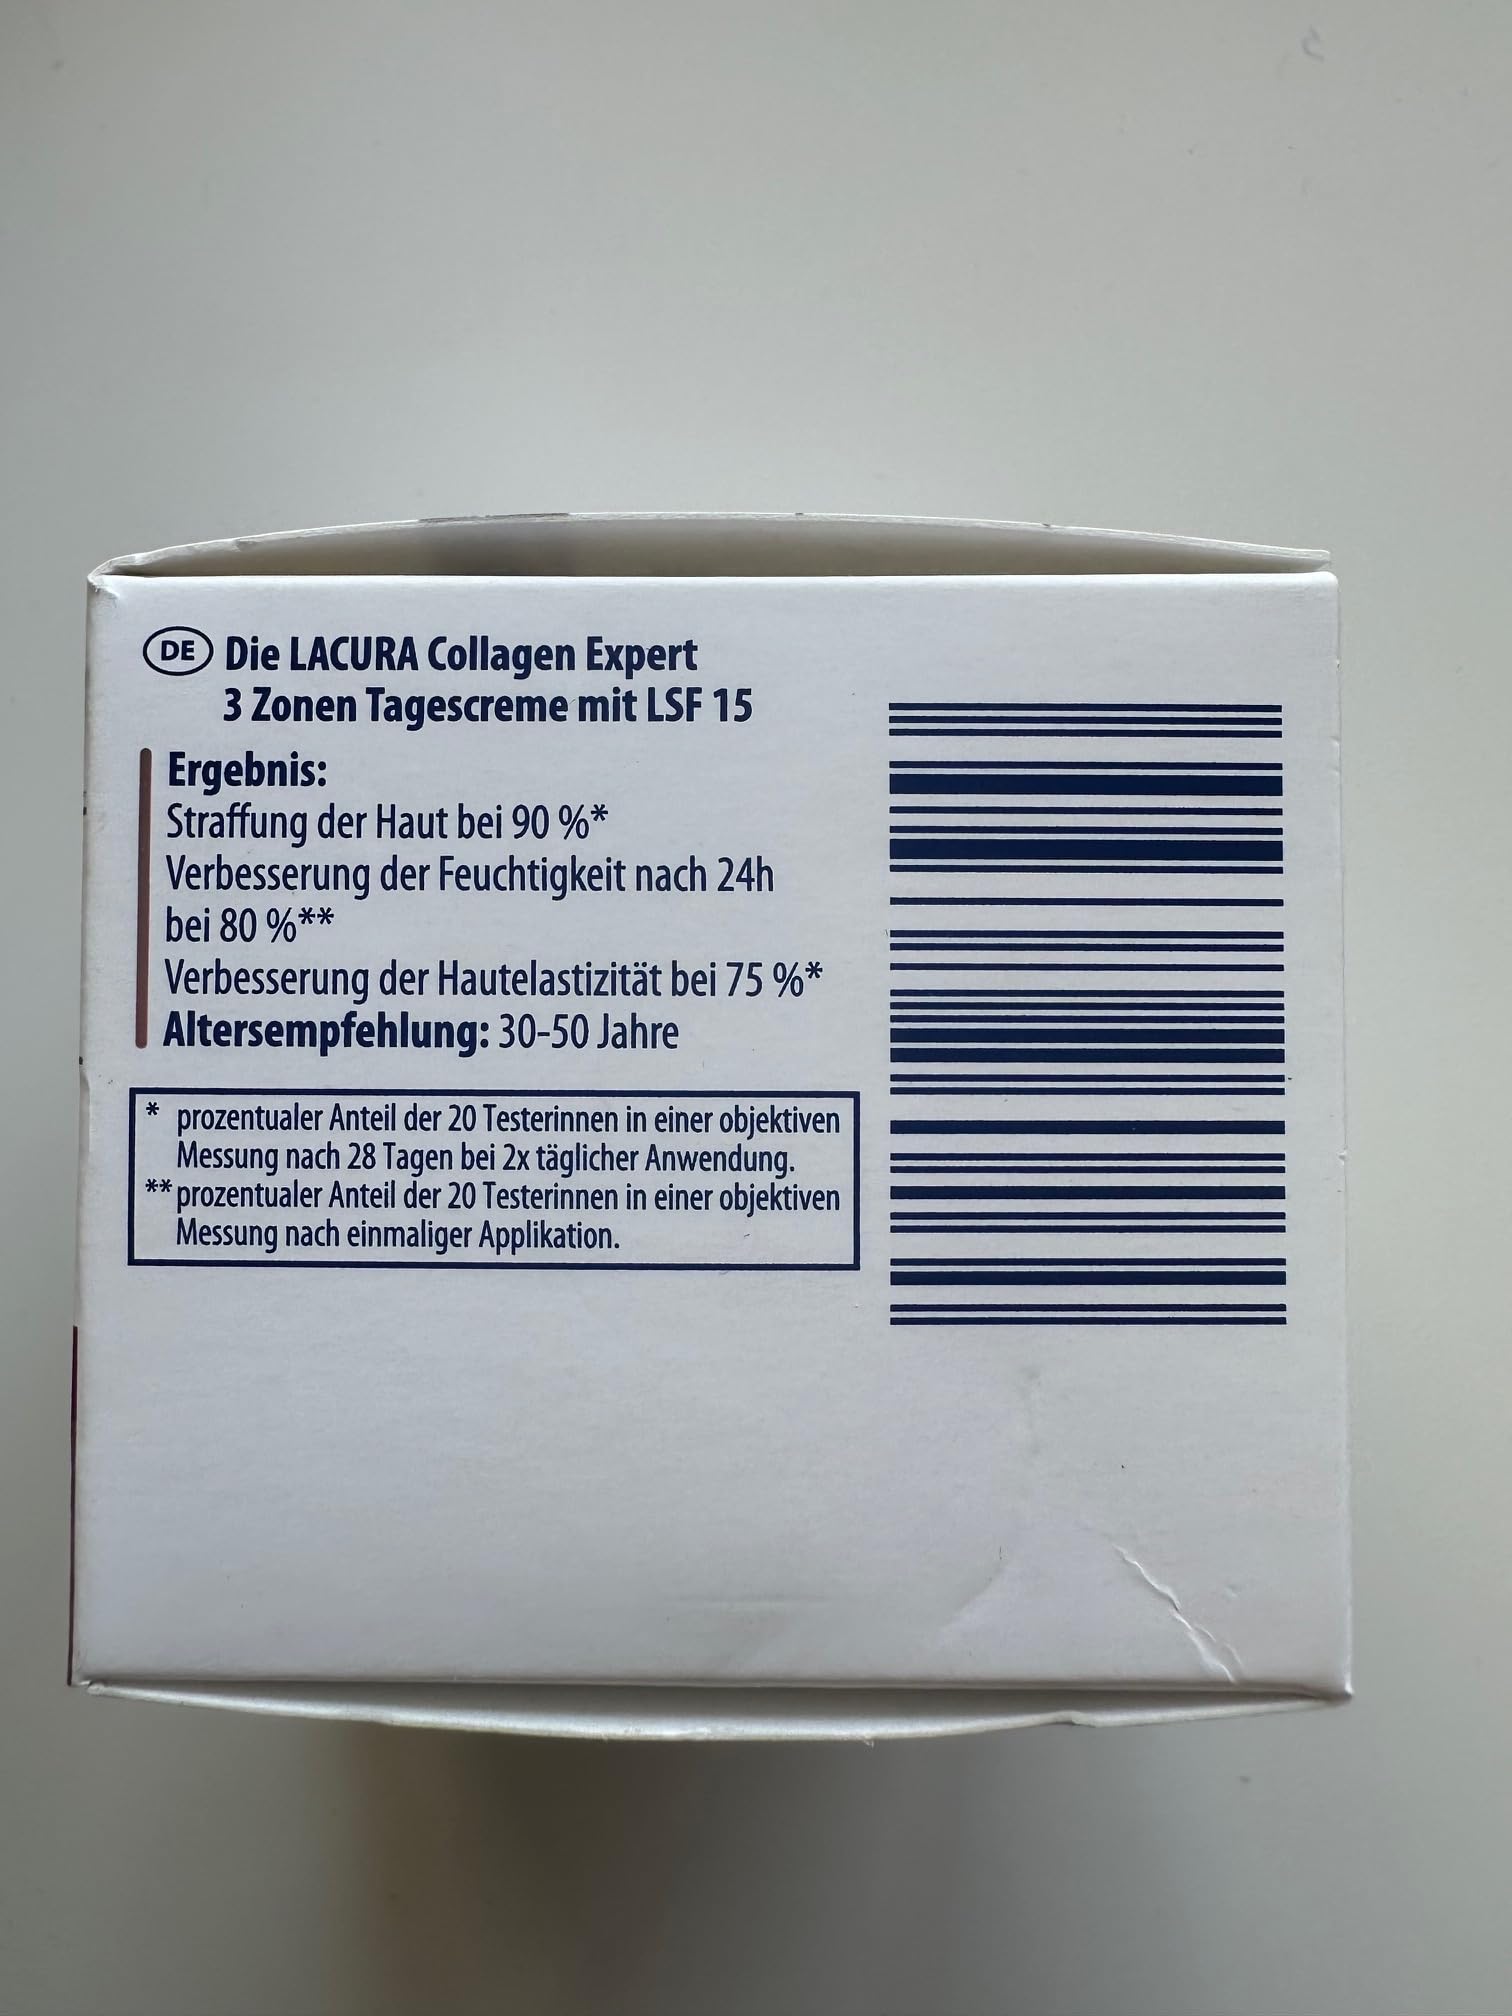 DE Die LACURA Collagen Expert
3 Zonen Tagescreme mit LSF 15
Ergebnis:
Straffung der Haut bei 90 %*
Verbesserung der Feuchtigkeit nach 24h
bei 80 %**
Verbesserung der Hautelastizität bei 75 %*
Altersempfehlung: 30-50 Jahre
* prozentualer Anteil der 20 Testerinnen in einer objektiven
Messung nach 28 Tagen bei 2x täglicher Anwendung.
** prozentualer Anteil der 20 Testerinnen in einer objektiven
Messung nach einmaliger Applikation.